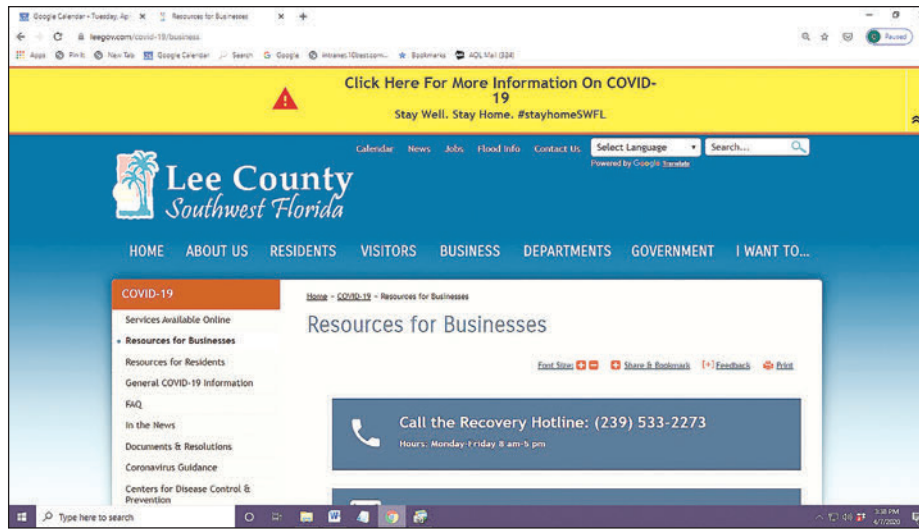 Google Calendar - Tuesday, Ap
Resources for Businesses
leegov.com/covid-19/business
Paused
Apps
New Tab
Google Calendar
Search
Google
Bookmarks
AOL Mail (324)
Click Here For More Information On COVID-
19
Stay Well. Stay Home. #stayhomeSWFL
Calendar News Jobs Flood Info Contact Us
Select Language
Search...
Powered by Google Translate
Lee County
Southwest Florida
HOME ABOUT US RESIDENTS VISITORS BUSINESS DEPARTMENTS GOVERNMENT I WANT TO...
COVID-19
Services Available Online
Resources for Businesses
Resources for Residents
General COVID-19 Information
FAQ
In the News
Documents & Resolutions
Coronavirus Guidance
Centers for Disease Control &
Prevention
Home - COVID-19 - Resources for Businesses
Resources for Businesses
Font Size: Share & Bookmark [+] Feedback Print
Call the Recovery Hotline: (239) 533-2273
Hours, Monday-Friday 8 am-5 pm
Type here to search
3:38 PM
4/7/2020